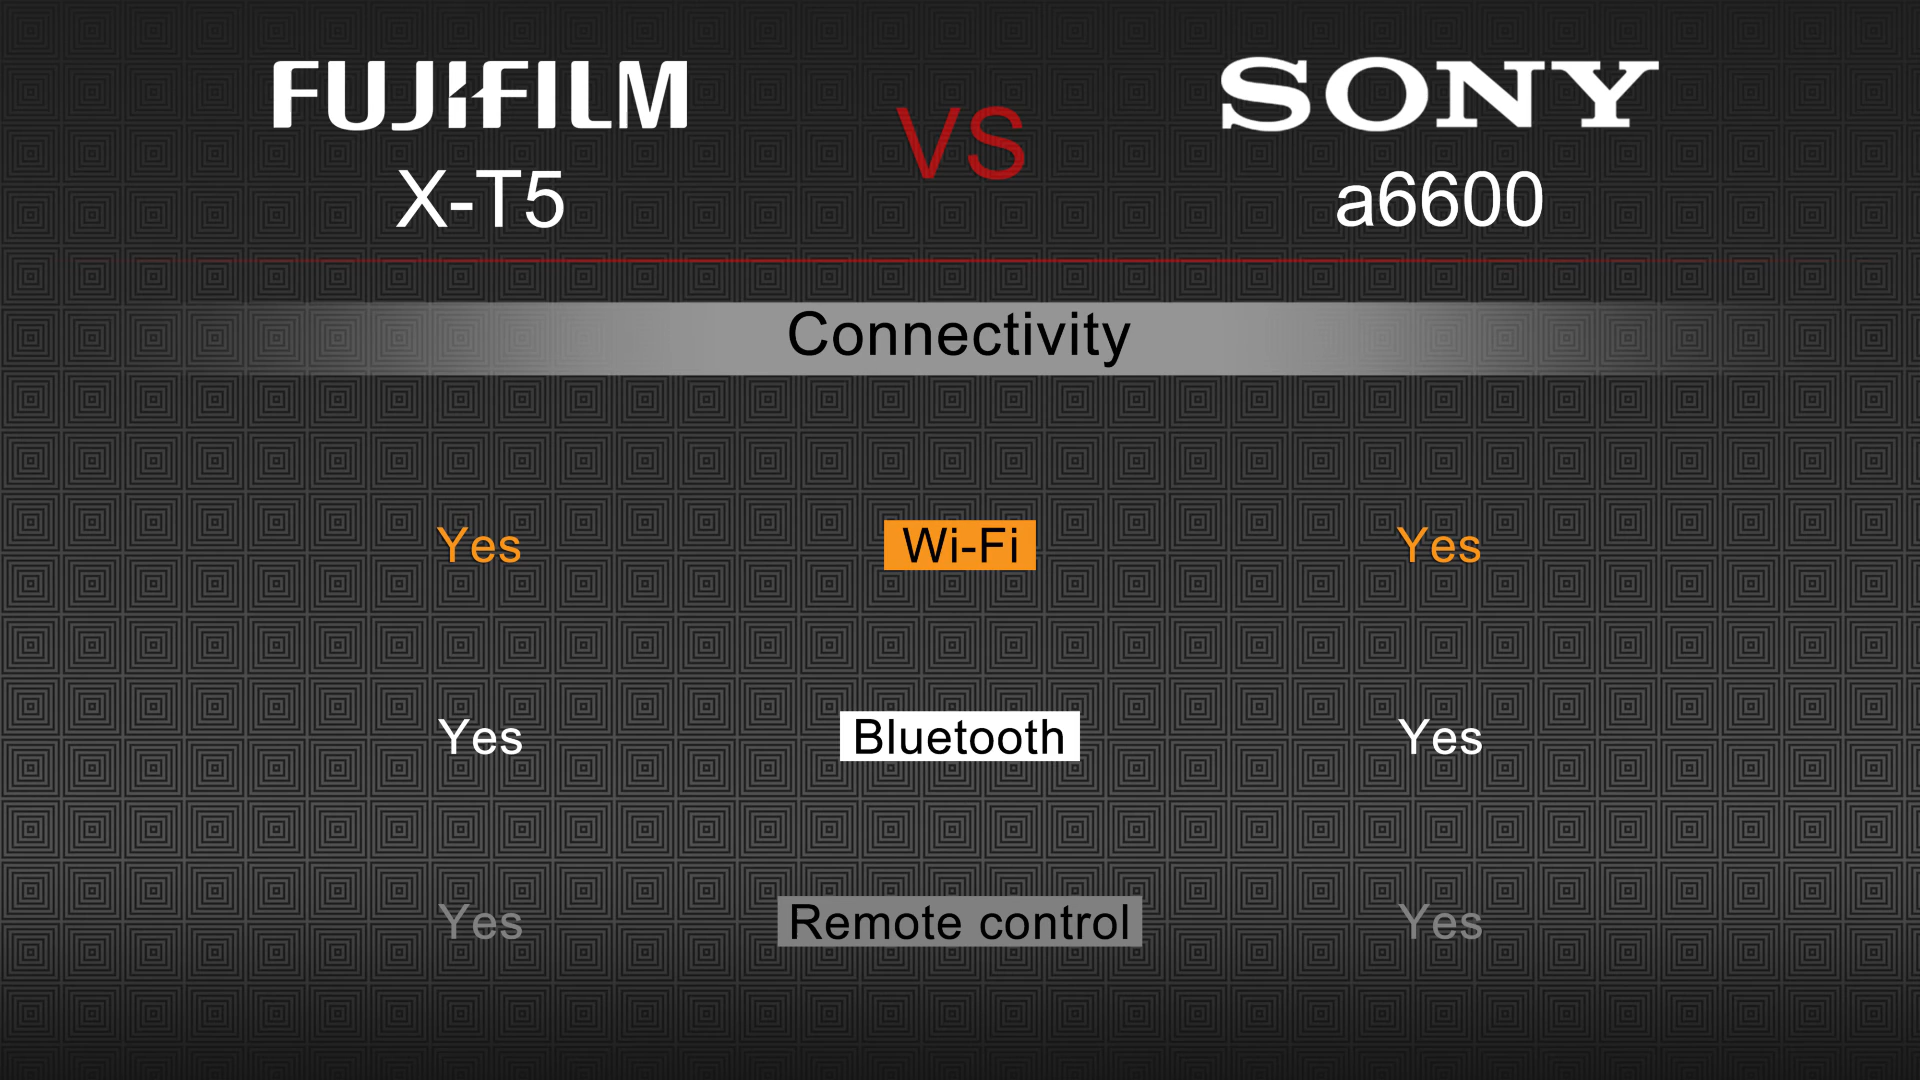 FUJIFILM VS SONY
X-T5 a6600
Connectivity
Yes Wi-Fi Yes
Yes Bluetooth Yes
Yes Remote control Yes